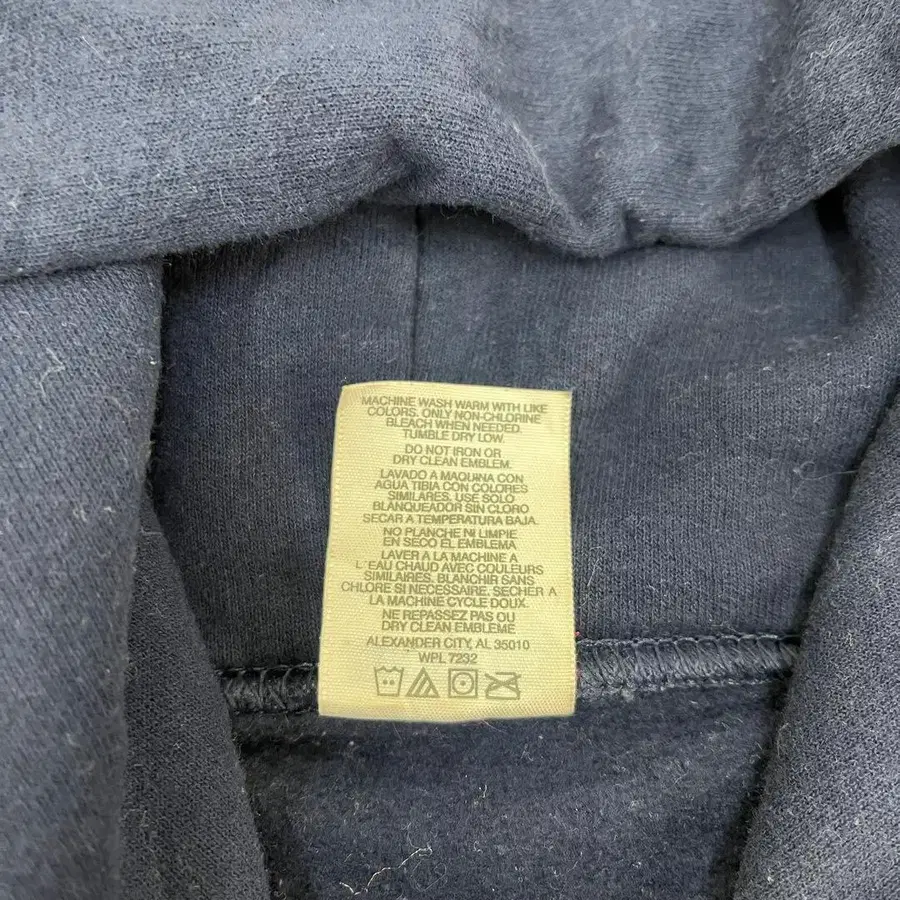 MACHINE WASH WARM WITH LIKE
COLORS. ONLY NON-CHLORINE
BLEACH WHEN NEEDED.
TUMBLE DRY LOW.
DO NOT IRON OR
DRY CLEAN EMBLEM.
LAVADO A MAQUINA CON
AGUA TIBIA CON COLORES
SIMILARES. USE SOLO
BLANQUEADOR SIN CLORO
SECAR A TEMPERATURA BAJA.
NO PLANCHE NI LIMPIE
EN SECO EL EMBLEMA
LAVER A LA MACHINE A
L'EAU CHAUD AVEC COULEURS
SIMILAIRES. BLANCHIR SANS
CHLORE SI NECESSAIRE. SECHER A
LA MACHINE CYCLE DOUX.
NE REPASSEZ PAS OU
DRY CLEAN EMBLEME
ALEXANDER CITY, AL 35010
WPL 7232